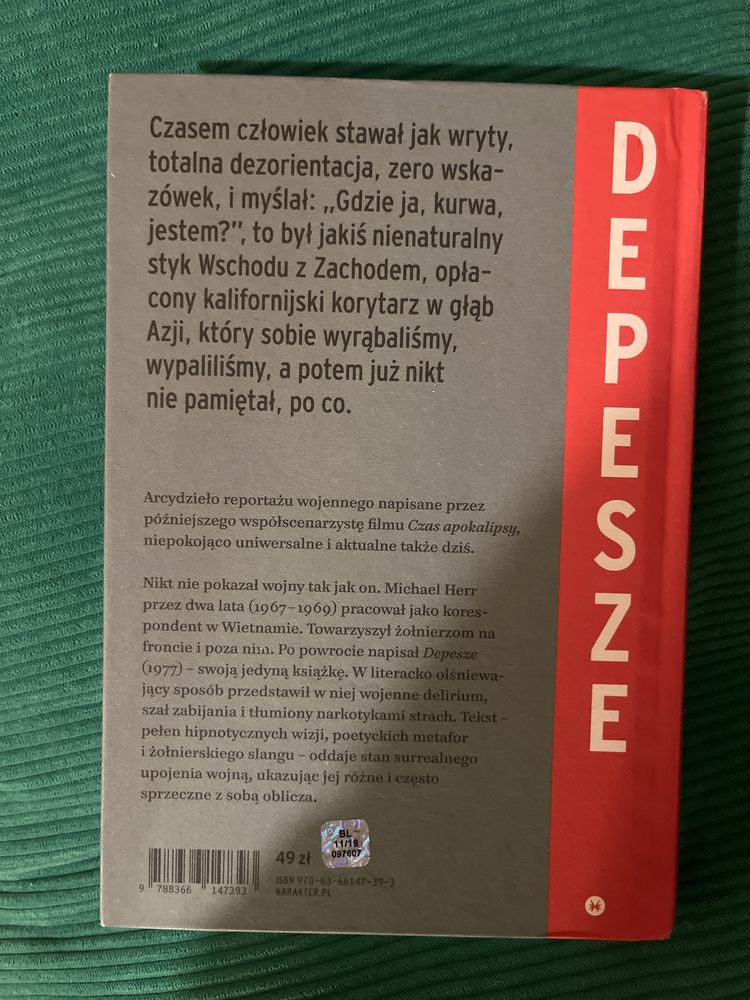 Czasem człowiek stawał jak wryty,
totalna dezorientacja, zero wska-
zówek, i myślał: „Gdzie ja, kurwa,
jestem?”, to był jakiś nienaturalny
styk Wschodu z Zachodem, opła-
cony kalifornijski korytarz w głąb
Azji, który sobie wyrąbaliśmy,
wypaliliśmy, a potem już nikt
nie pamiętał, po co.
Arcydzieło reportażu wojennego napisane przez
późniejszego współscenarzystę filmu Czas apokalipsy,
niepokojąco uniwersalne i aktualne także dziś.
Nikt nie pokazał wojny tak jak on. Michael Herr
przez dwa lata (1967–1969) pracował jako kores-
pondent w Wietnamie. Towarzyszył żołnierzom na
froncie i poza nim. Po powrocie napisał Depesze
(1977) – swoją jedyną książkę. W literacko olśniewa-
jący sposób przedstawił w niej wojenne delirium,
szał zabijania i tłumiony narkotykami strach. Tekst –
pełen hipnotycznych wizji, poetyckich metafor
i żołnierskiego slangu – oddaje stan surrealnego
upojenia wojną, ukazując jej różne i często
sprzeczne z sobą oblicza.
9 788366 147393
49 zł
ISBN 978-83-66147-39-3
KARAKTER.PL
BL
11/19
097607
DEPESZE